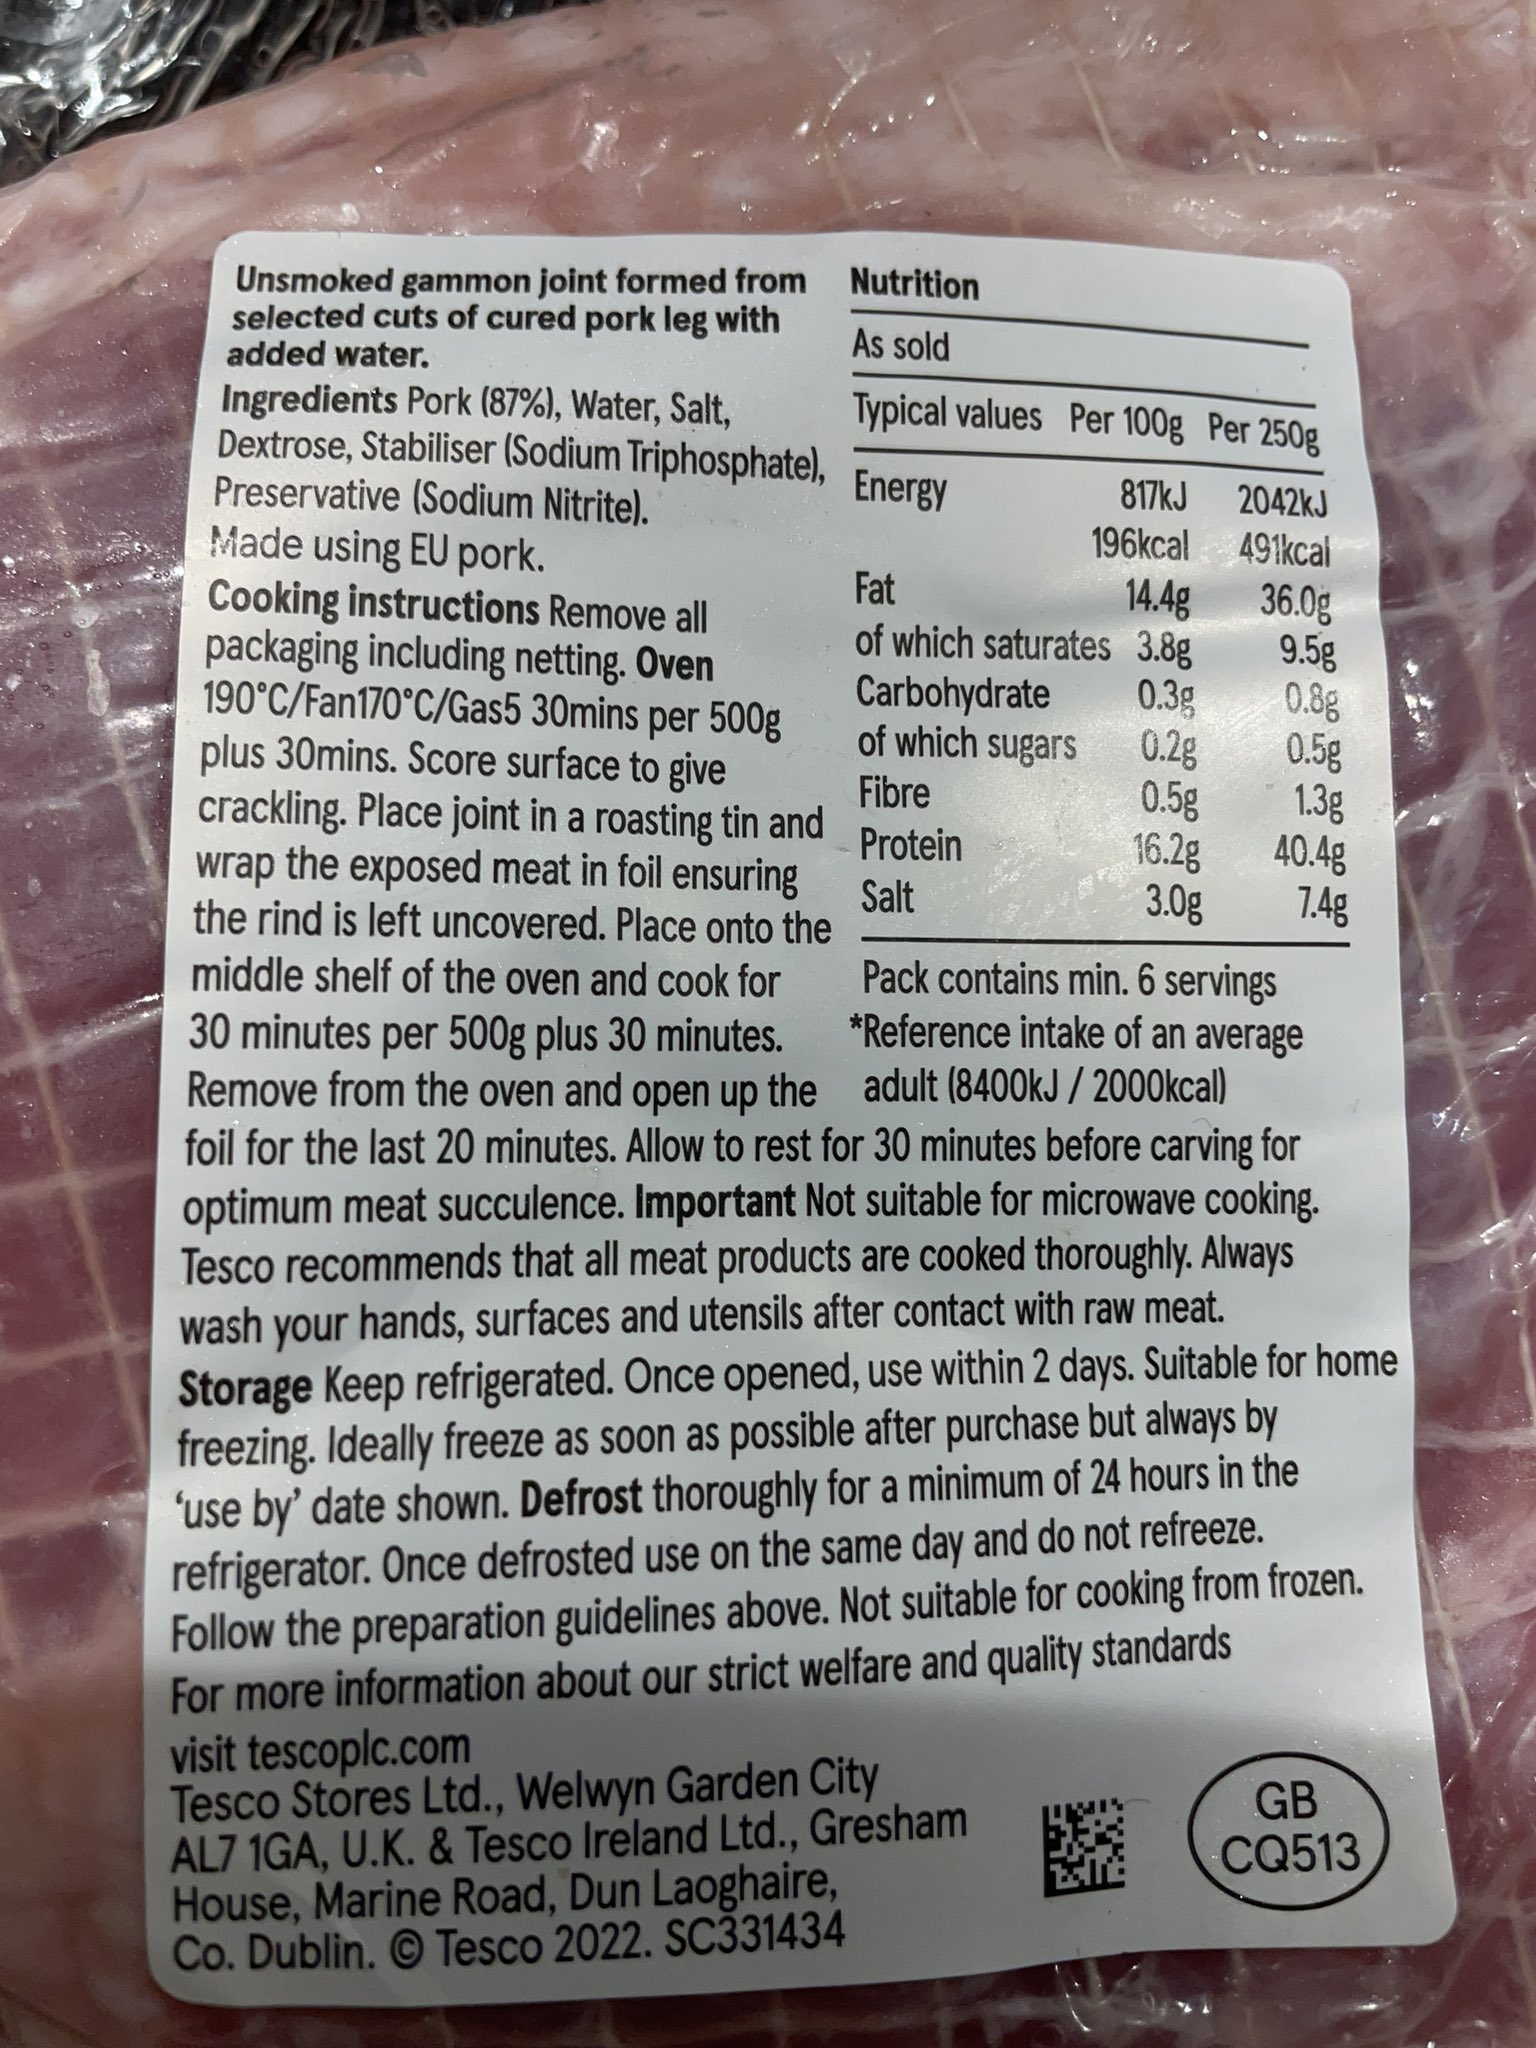 Unsmoked gammon joint formed from
selected cuts of cured pork leg with
added water.
Ingredients Pork (87%), Water, Salt,
Dextrose, Stabiliser (Sodium Triphosphate),
Preservative (Sodium Nitrite).
Made using EU pork.
Cooking instructions Remove all
packaging including netting. Oven
190°C/Fan170°C/Gas5 30mins per 500g
plus 30mins. Score surface to give
crackling. Place joint in a roasting tin and
wrap the exposed meat in foil ensuring
the rind is left uncovered. Place onto the
middle shelf of the oven and cook for
30 minutes per 500g plus 30 minutes.
Remove from the oven and open up the
foil for the last 20 minutes. Allow to rest for 30 minutes before carving for
optimum meat succulence. Important Not suitable for microwave cooking.
Tesco recommends that all meat products are cooked thoroughly. Always
wash your hands, surfaces and utensils after contact with raw meat.
Storage Keep refrigerated. Once opened, use within 2 days. Suitable for home
freezing. Ideally freeze as soon as possible after purchase but always by
‘use by’ date shown. Defrost thoroughly for a minimum of 24 hours in the
refrigerator. Once defrosted use on the same day and do not refreeze.
Follow the preparation guidelines above. Not suitable for cooking from frozen.
For more information about our strict welfare and quality standards
visit tescoplc.com
Tesco Stores Ltd., Welwyn Garden City
AL7 1GA, U.K. & Tesco Ireland Ltd., Gresham
House, Marine Road, Dun Laoghaire,
Co. Dublin. © Tesco 2022. SC331434
Nutrition
As sold
Typical values Per 100g Per 250g
Energy 817kJ 2042kJ
196kcal 491kcal
Fat 14.4g 36.0g
of which saturates 3.8g 9.5g
Carbohydrate 0.3g 0.8g
of which sugars 0.2g 0.5g
Fibre 0.5g 1.3g
Protein 16.2g 40.4g
Salt 3.0g 7.4g
Pack contains min. 6 servings
*Reference intake of an average
adult (8400kJ / 2000kcal)
GB
CQ513